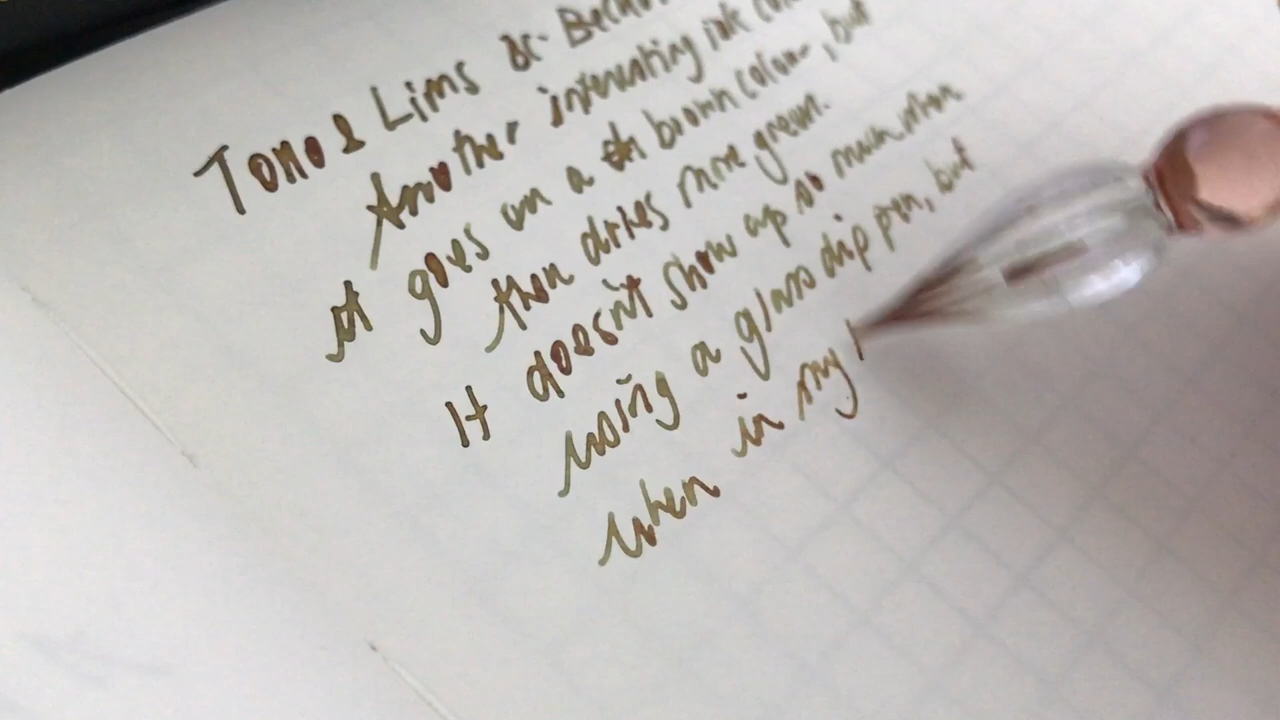 Tono & Lims
Another interesting ink
it goes on a brown colour, but
then dries more green.
It doesn't show up so much when
using a glass dip pen, but
when in my